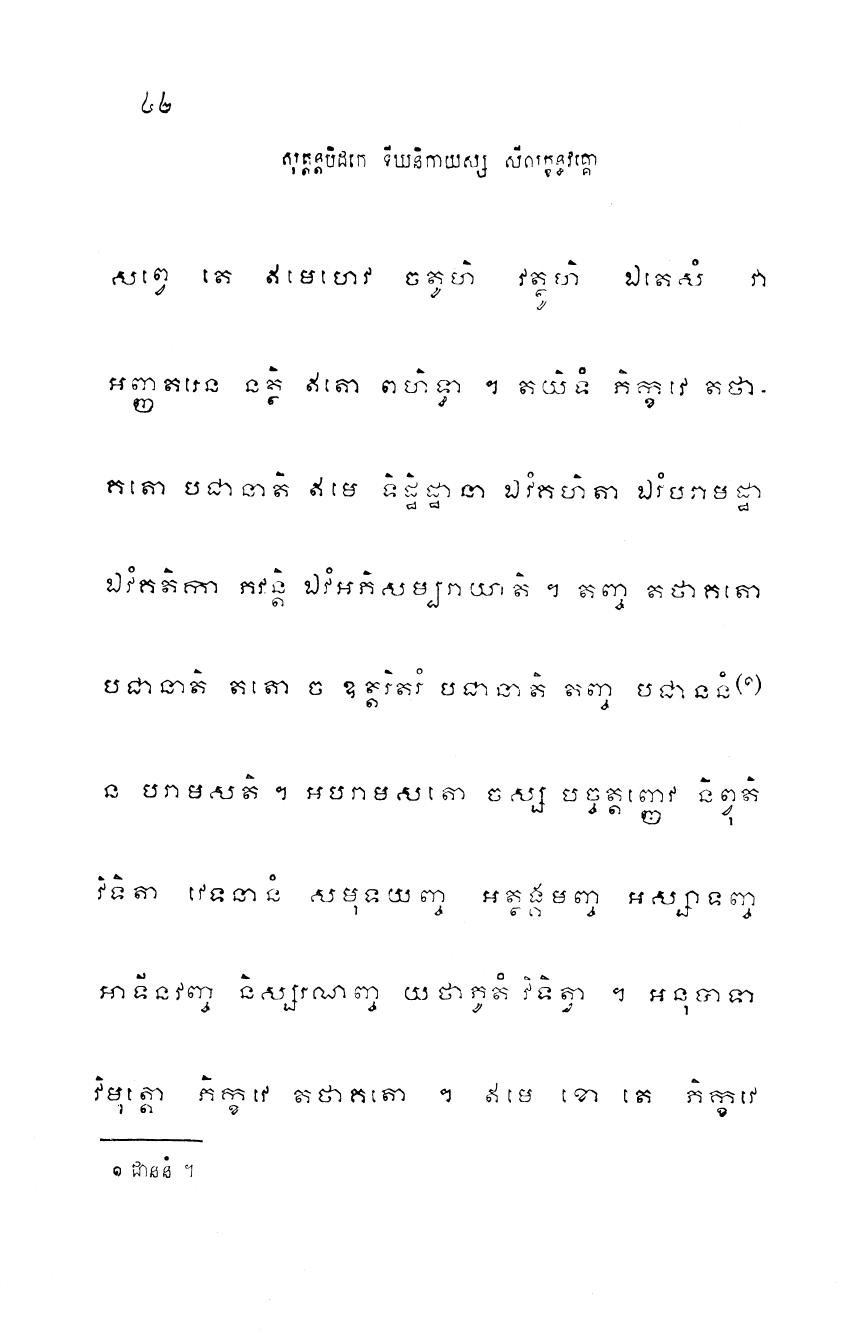 ៤២
សុត្តន្តបិដកេ ទីឃនិកាយស្ស សីលក្ខន្ធវគ្គោ
សព្វេ តេ ឥមេហេវ ចតូហិ វត្ថូហិ ឯតេសំ វា
អញ្ញតរេន នត្ថិ ឥតោ ពហិទ្ធា ។ តយិទំ ភិក្ខវេ តថា-
គតោ បជានាតិ ឥមេ ទិដ្ឋិដ្ឋានា ឯវំគហិតា ឯវំបរាមដ្ឋា
ឯវំគតិកា ភវន្តិ ឯវំអភិសម្បរាយាតិ ។ តញ្ច តថាគតោ
បជានាតិ តតោ ច ឧត្តរិតរំ បជានាតិ តញ្ច បជាននំ(១)
ន បរាមសតិ ។ អបរាមសតោ ចស្ស បច្ចត្តញ្ញេវ និព្វុតិ
វិទិតា វេទនានំ សមុទយញ្ច អត្ថង្គមញ្ច អស្សាទញ្ច
អាទីនវញ្ច និស្សរណញ្ច យថាភូតំ វិទិត្វា ។ អនុបាទា
វិមុត្តោ ភិក្ខវេ តថាគតោ ។ ឥមេ ខោ តេ ភិក្ខវេ
១ ជាននំ ។